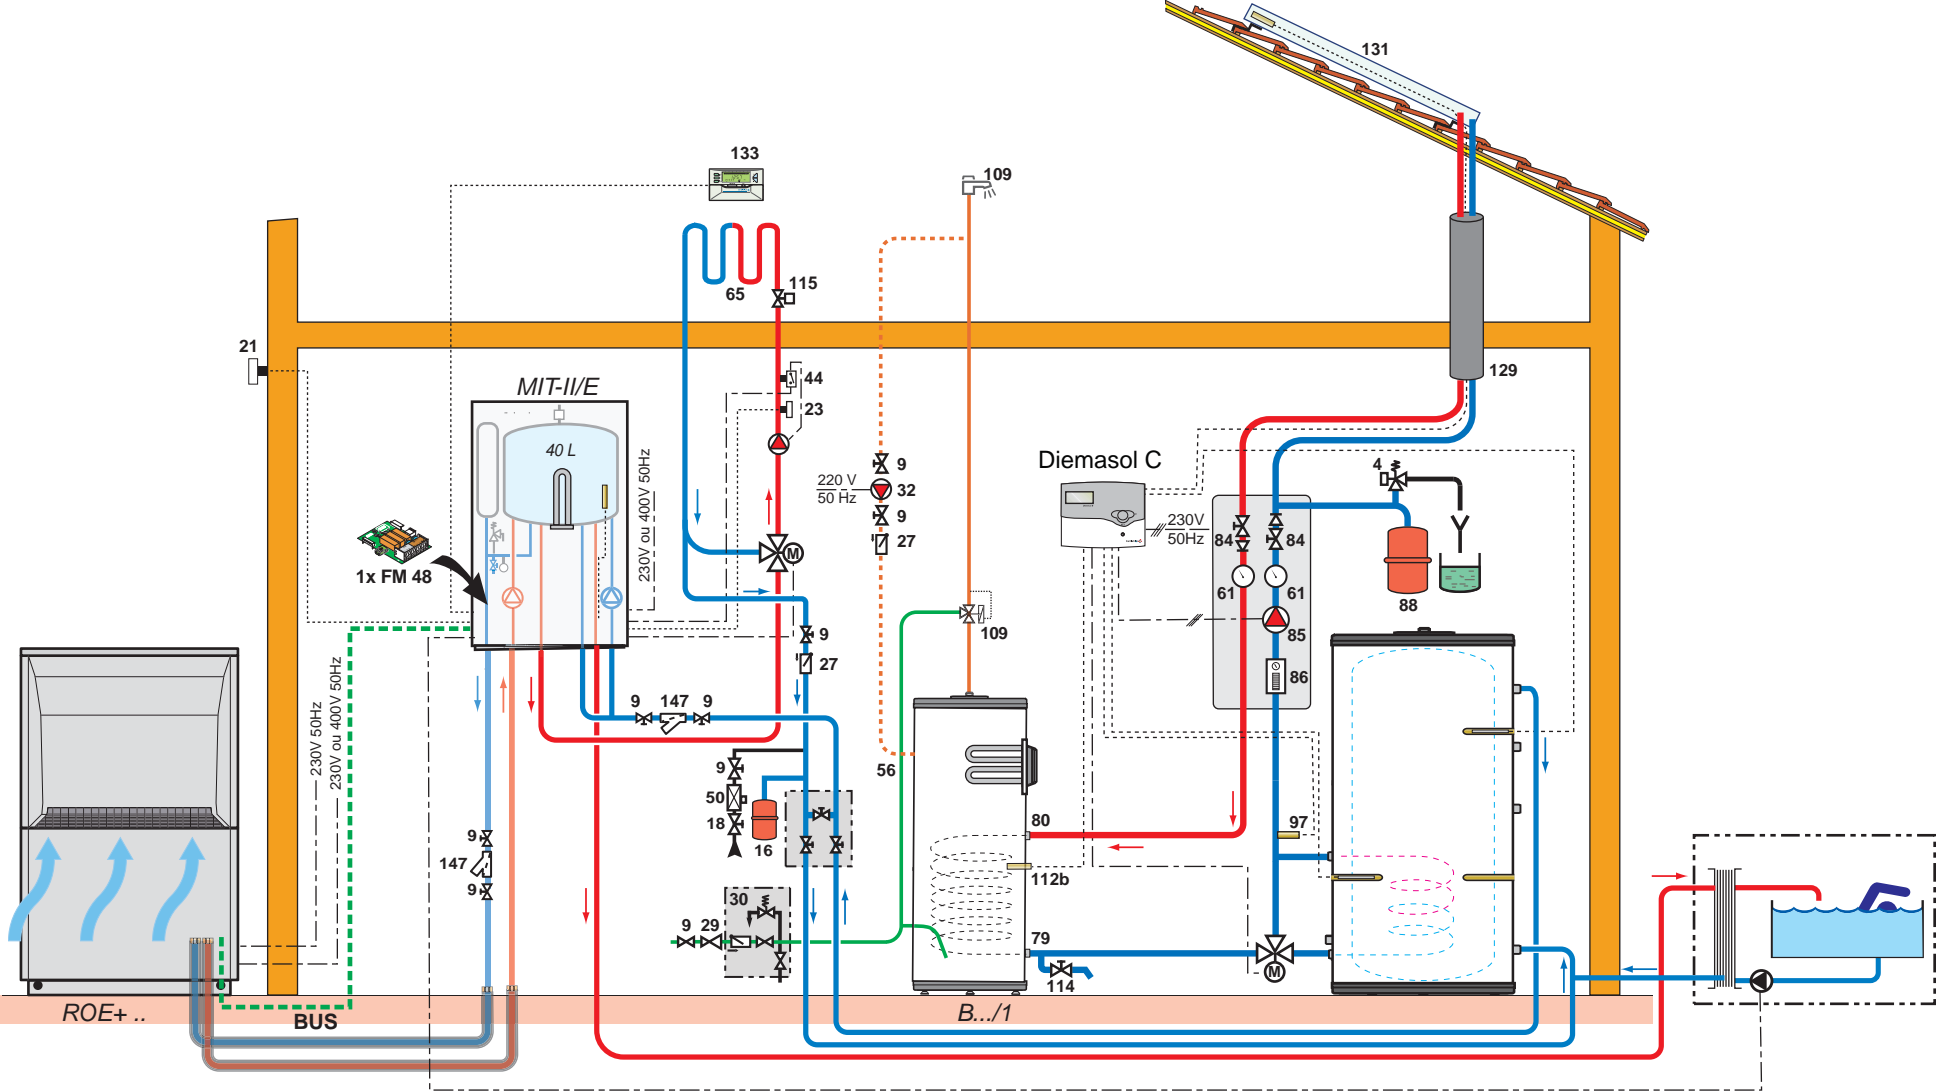 131
133
109
115
65
21
129
44
MIT-II/E
23
40 L
230V ou 400V 50Hz
9
4
Diemasol C
220 V
50 Hz
32
9
27
230V
50Hz
84
84
M
1x FM 48
61
61
88
109
85
9
27
86
230V 50Hz
230V ou 400V 50Hz
9
147
9
56
9
50
18
16
80
97
9
147
9
112b
30
9
29
79
M
114
ROE+ ..
BUS
B.../1